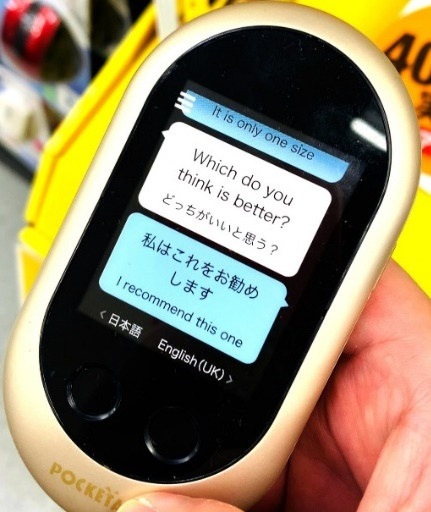 40
It is only one size
Which do you
think is better?
どっちがいいと思う？
私はこれをお勧め
します
I recommend this one
< 日本語
English(UK) >